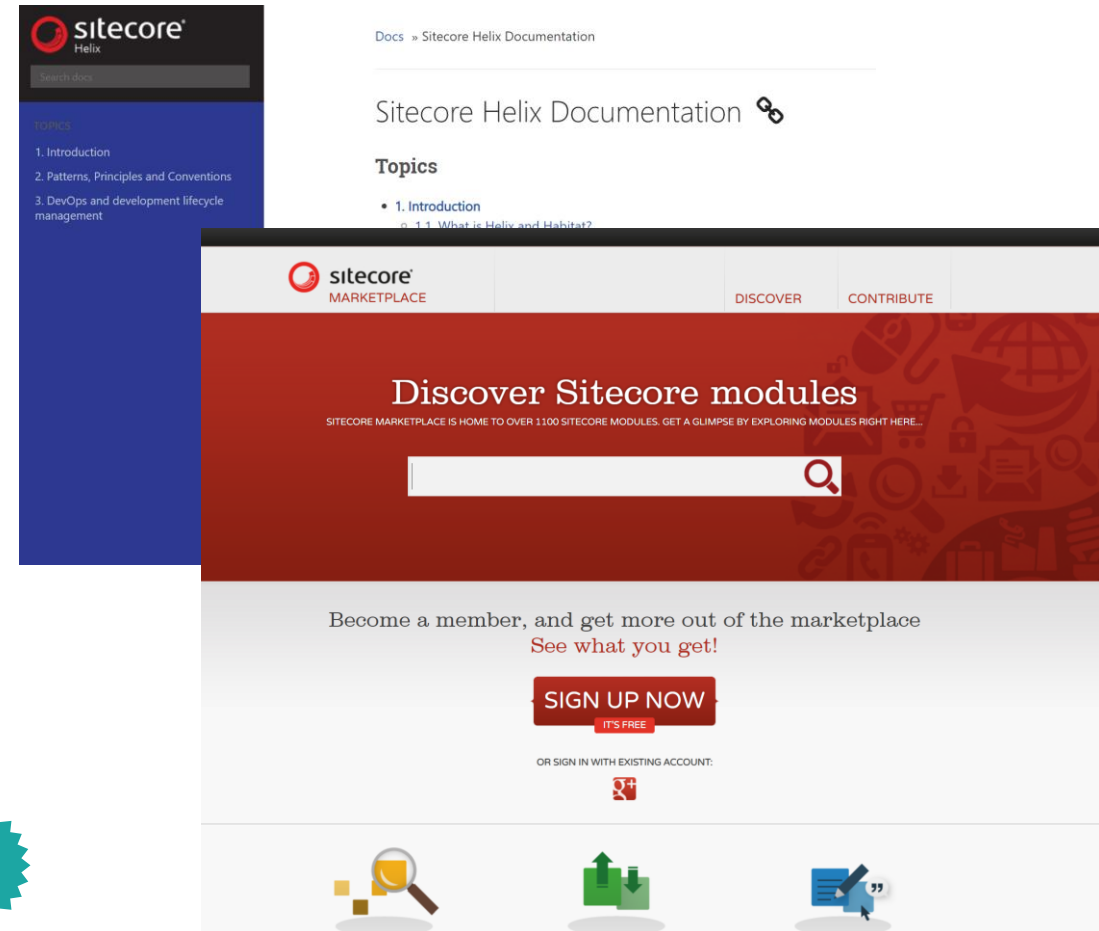 sitecore
Helix
Search docs
TOPICS
1. Introduction
2. Patterns, Principles and Conventions
3. DevOps and development lifecycle
management
Docs » Sitecore Helix Documentation
Sitecore Helix Documentation
Topics
• 1. Introduction
1.1. What is Helix and Habitat?
sitecore
MARKETPLACE
DISCOVER
CONTRIBUTE
Discover Sitecore modules
SITECORE MARKETPLACE IS HOME TO OVER 1100 SITECORE MODULES. GET A GLIMPSE BY EXPLORING MODULES RIGHT HERE...
Become a member, and get more out of the marketplace
See what you get!
SIGN UP NOW
IT'S FREE
OR SIGN IN WITH EXISTING ACCOUNT:
g+